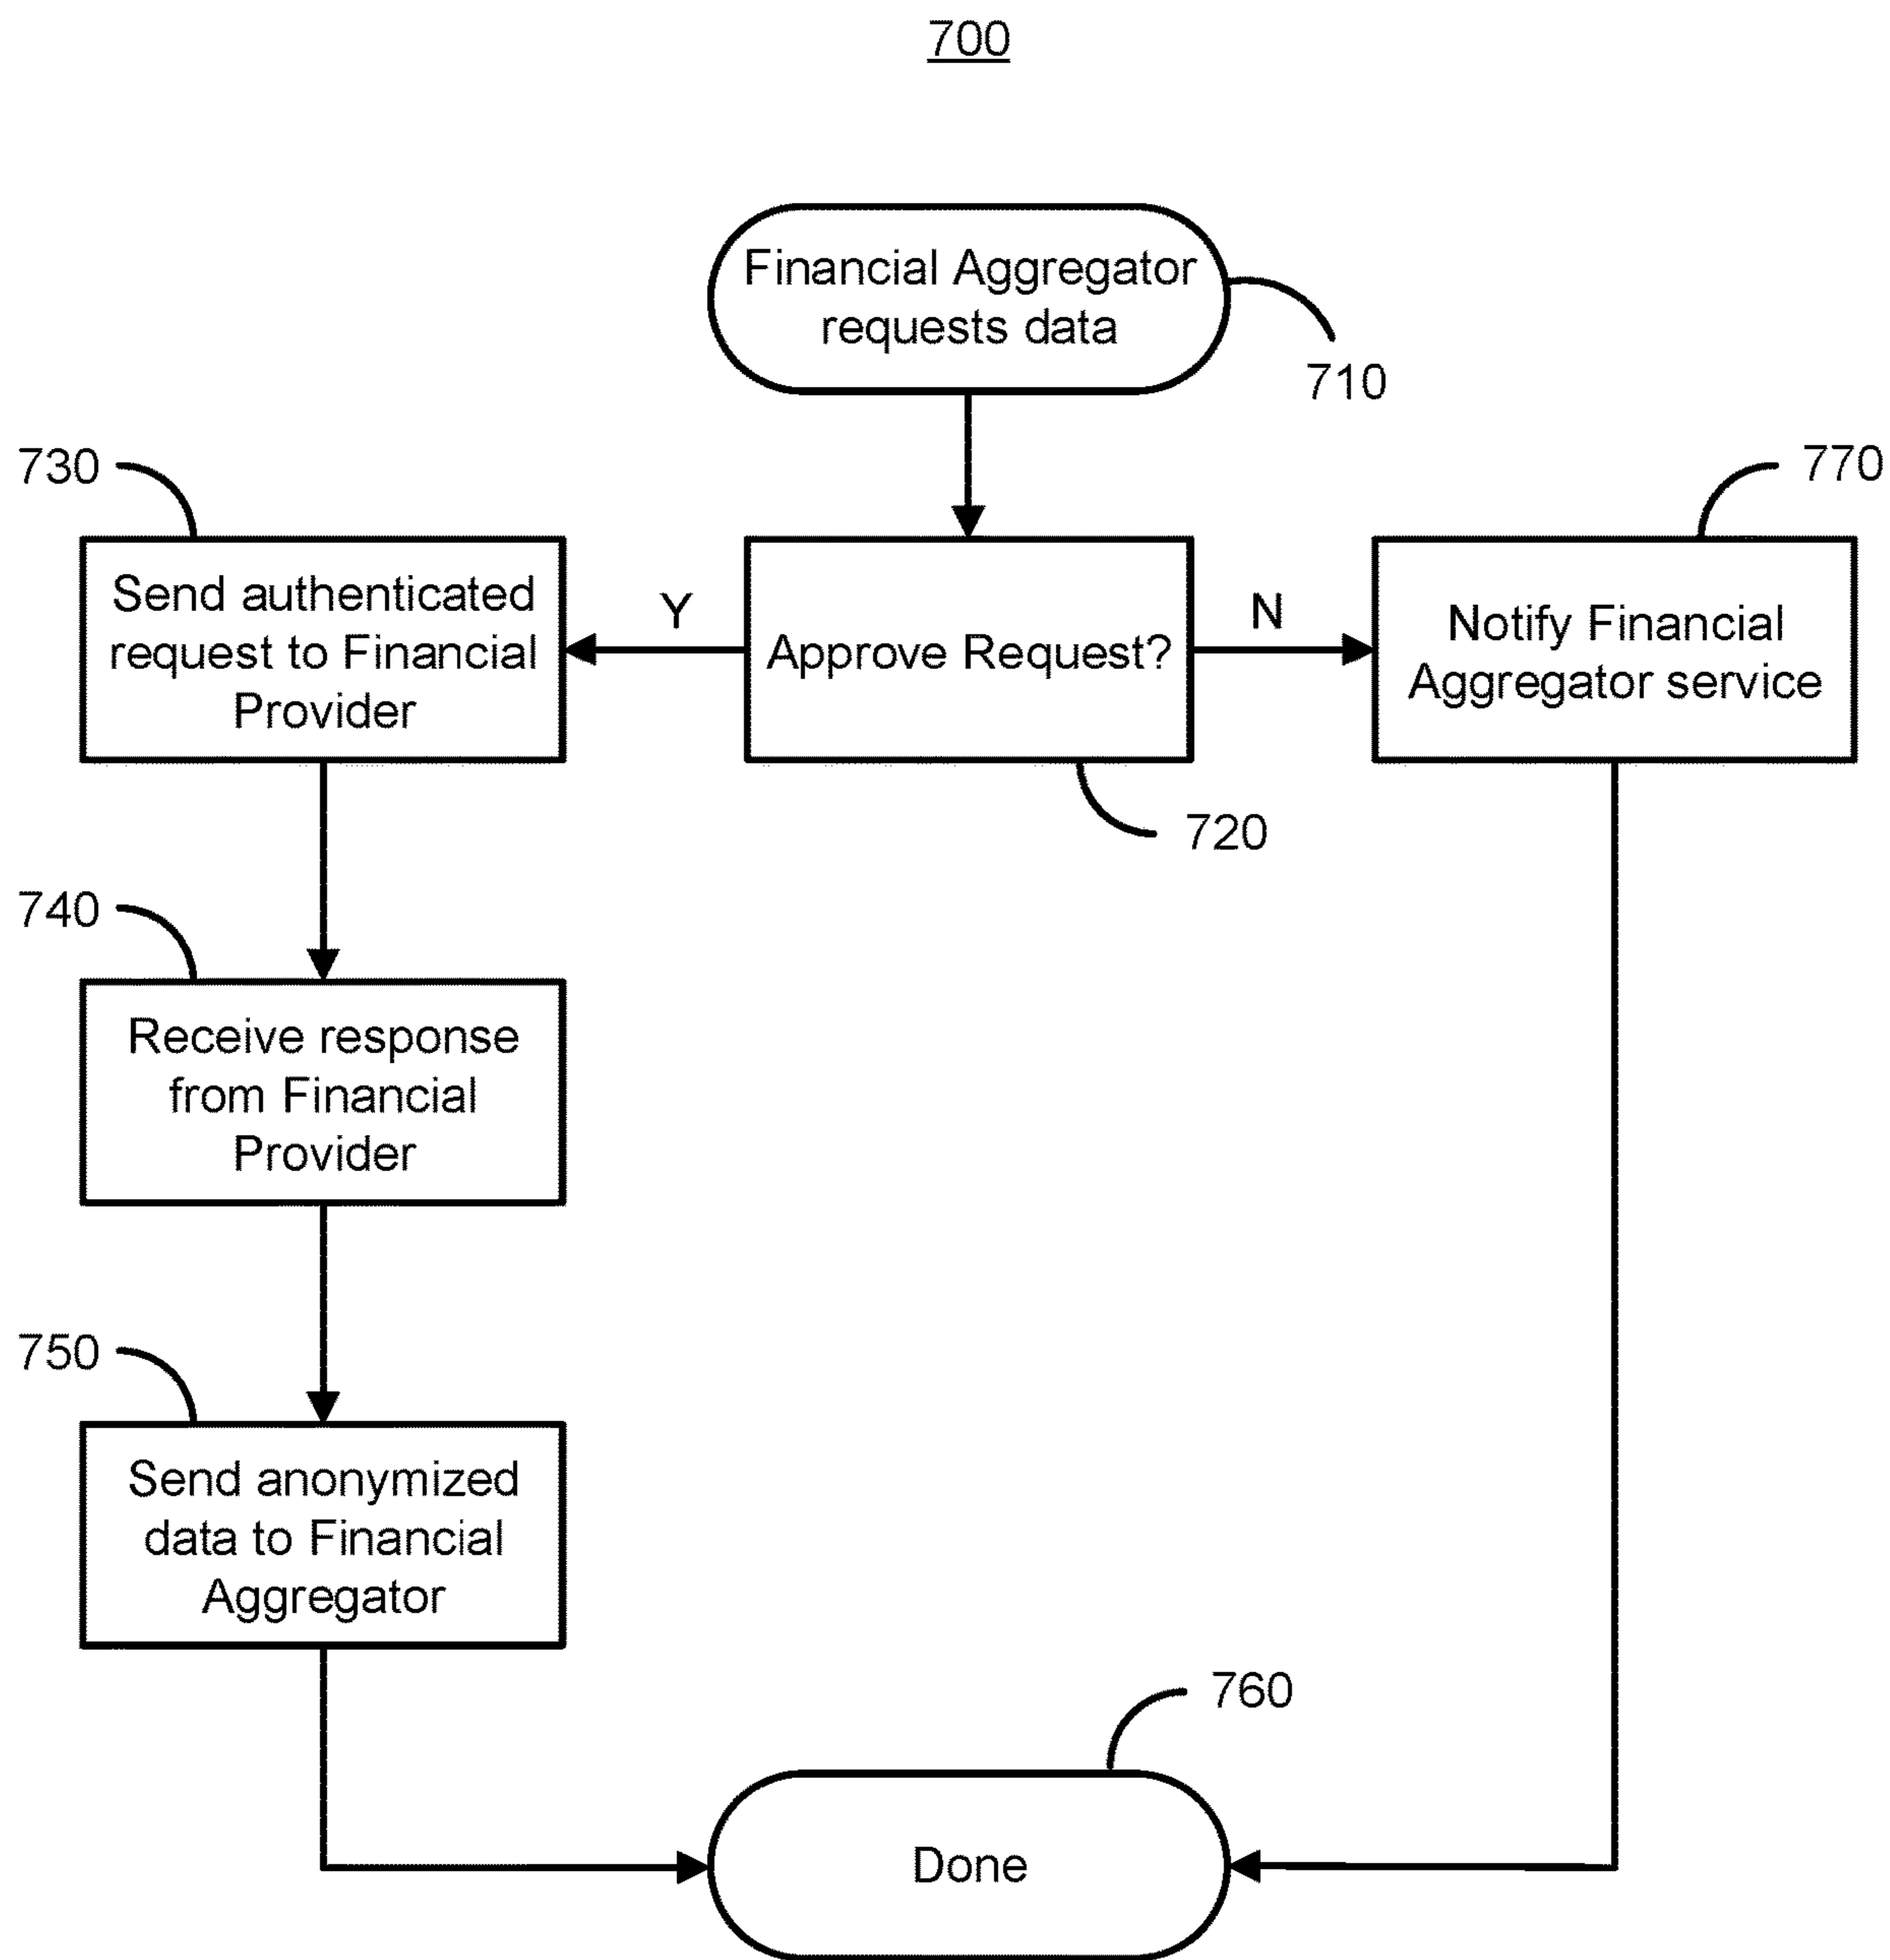 700
Financial Aggregator
requests data
710
730
770
Send authenticated
request to Financial
Provider
Y
Approve Request?
N
Notify Financial
Aggregator service
720
740
Receive response
from Financial
Provider
750
Send anonymized
data to Financial
Aggregator
760
Done